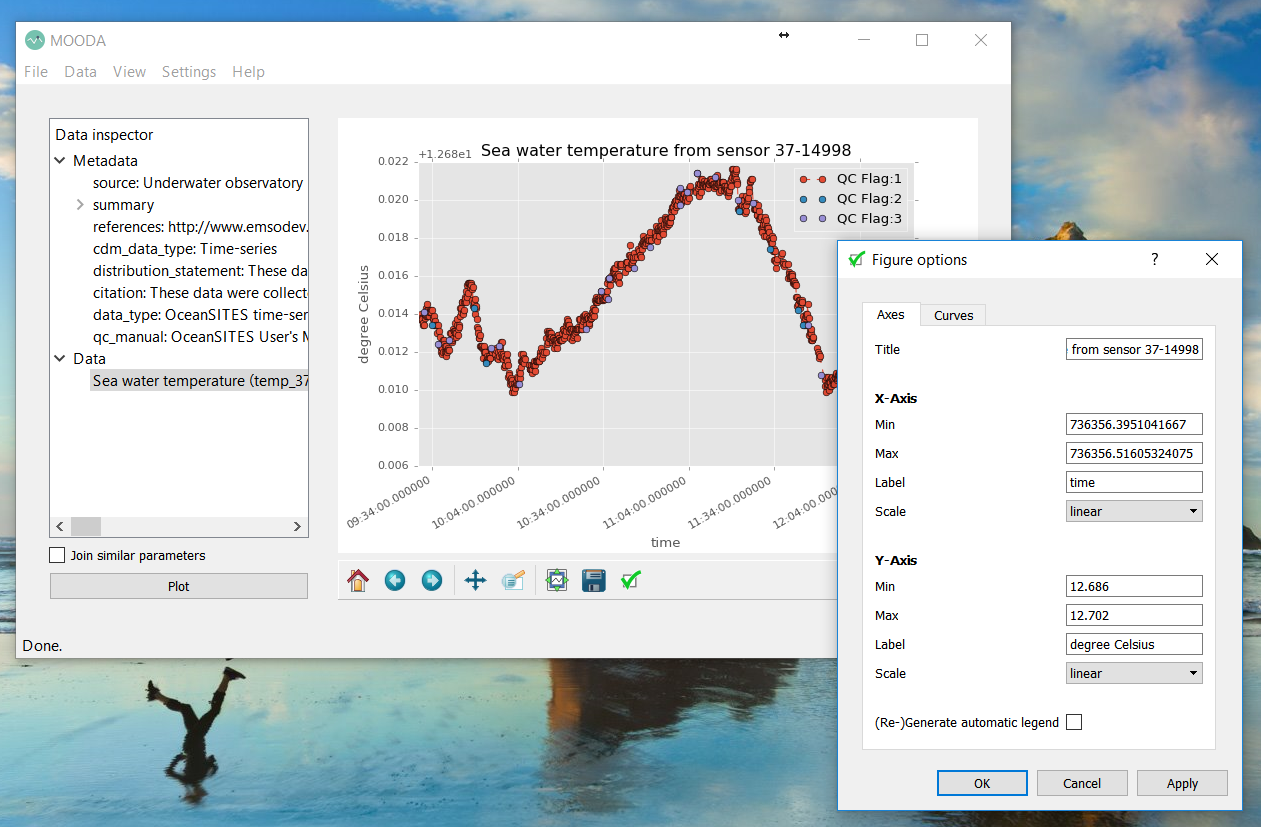 MOODA
File Data View Settings Help
Data inspector
Metadata
source: Underwater observatory
summary
references: http://www.emsodev.
cdm_data_type: Time-series
distribution_statement: These da
citation: These data were collect
data_type: OceanSITES time-ser
qc_manual: OceanSITES User's M
Data
Sea water temperature (temp_37
Join similar parameters
Plot
Done.
+1.268e1 Sea water temperature from sensor 37-14998
0.022
0.020
0.018
0.016
0.014
0.012
0.010
0.008
0.006
degree Celsius
QC Flag:1
QC Flag:2
QC Flag:3
09:34:00.000000
10:04:00.000000
10:34:00.000000
11:04:00.000000
11:34:00.000000
12:04:00.000
time
Figure options
?
Axes Curves
Title from sensor 37-14998
X-Axis
Min 736356.3951041667
Max 736356.51605324075
Label time
Scale linear
Y-Axis
Min 12.686
Max 12.702
Label degree Celsius
Scale linear
(Re-)Generate automatic legend
OK Cancel Apply